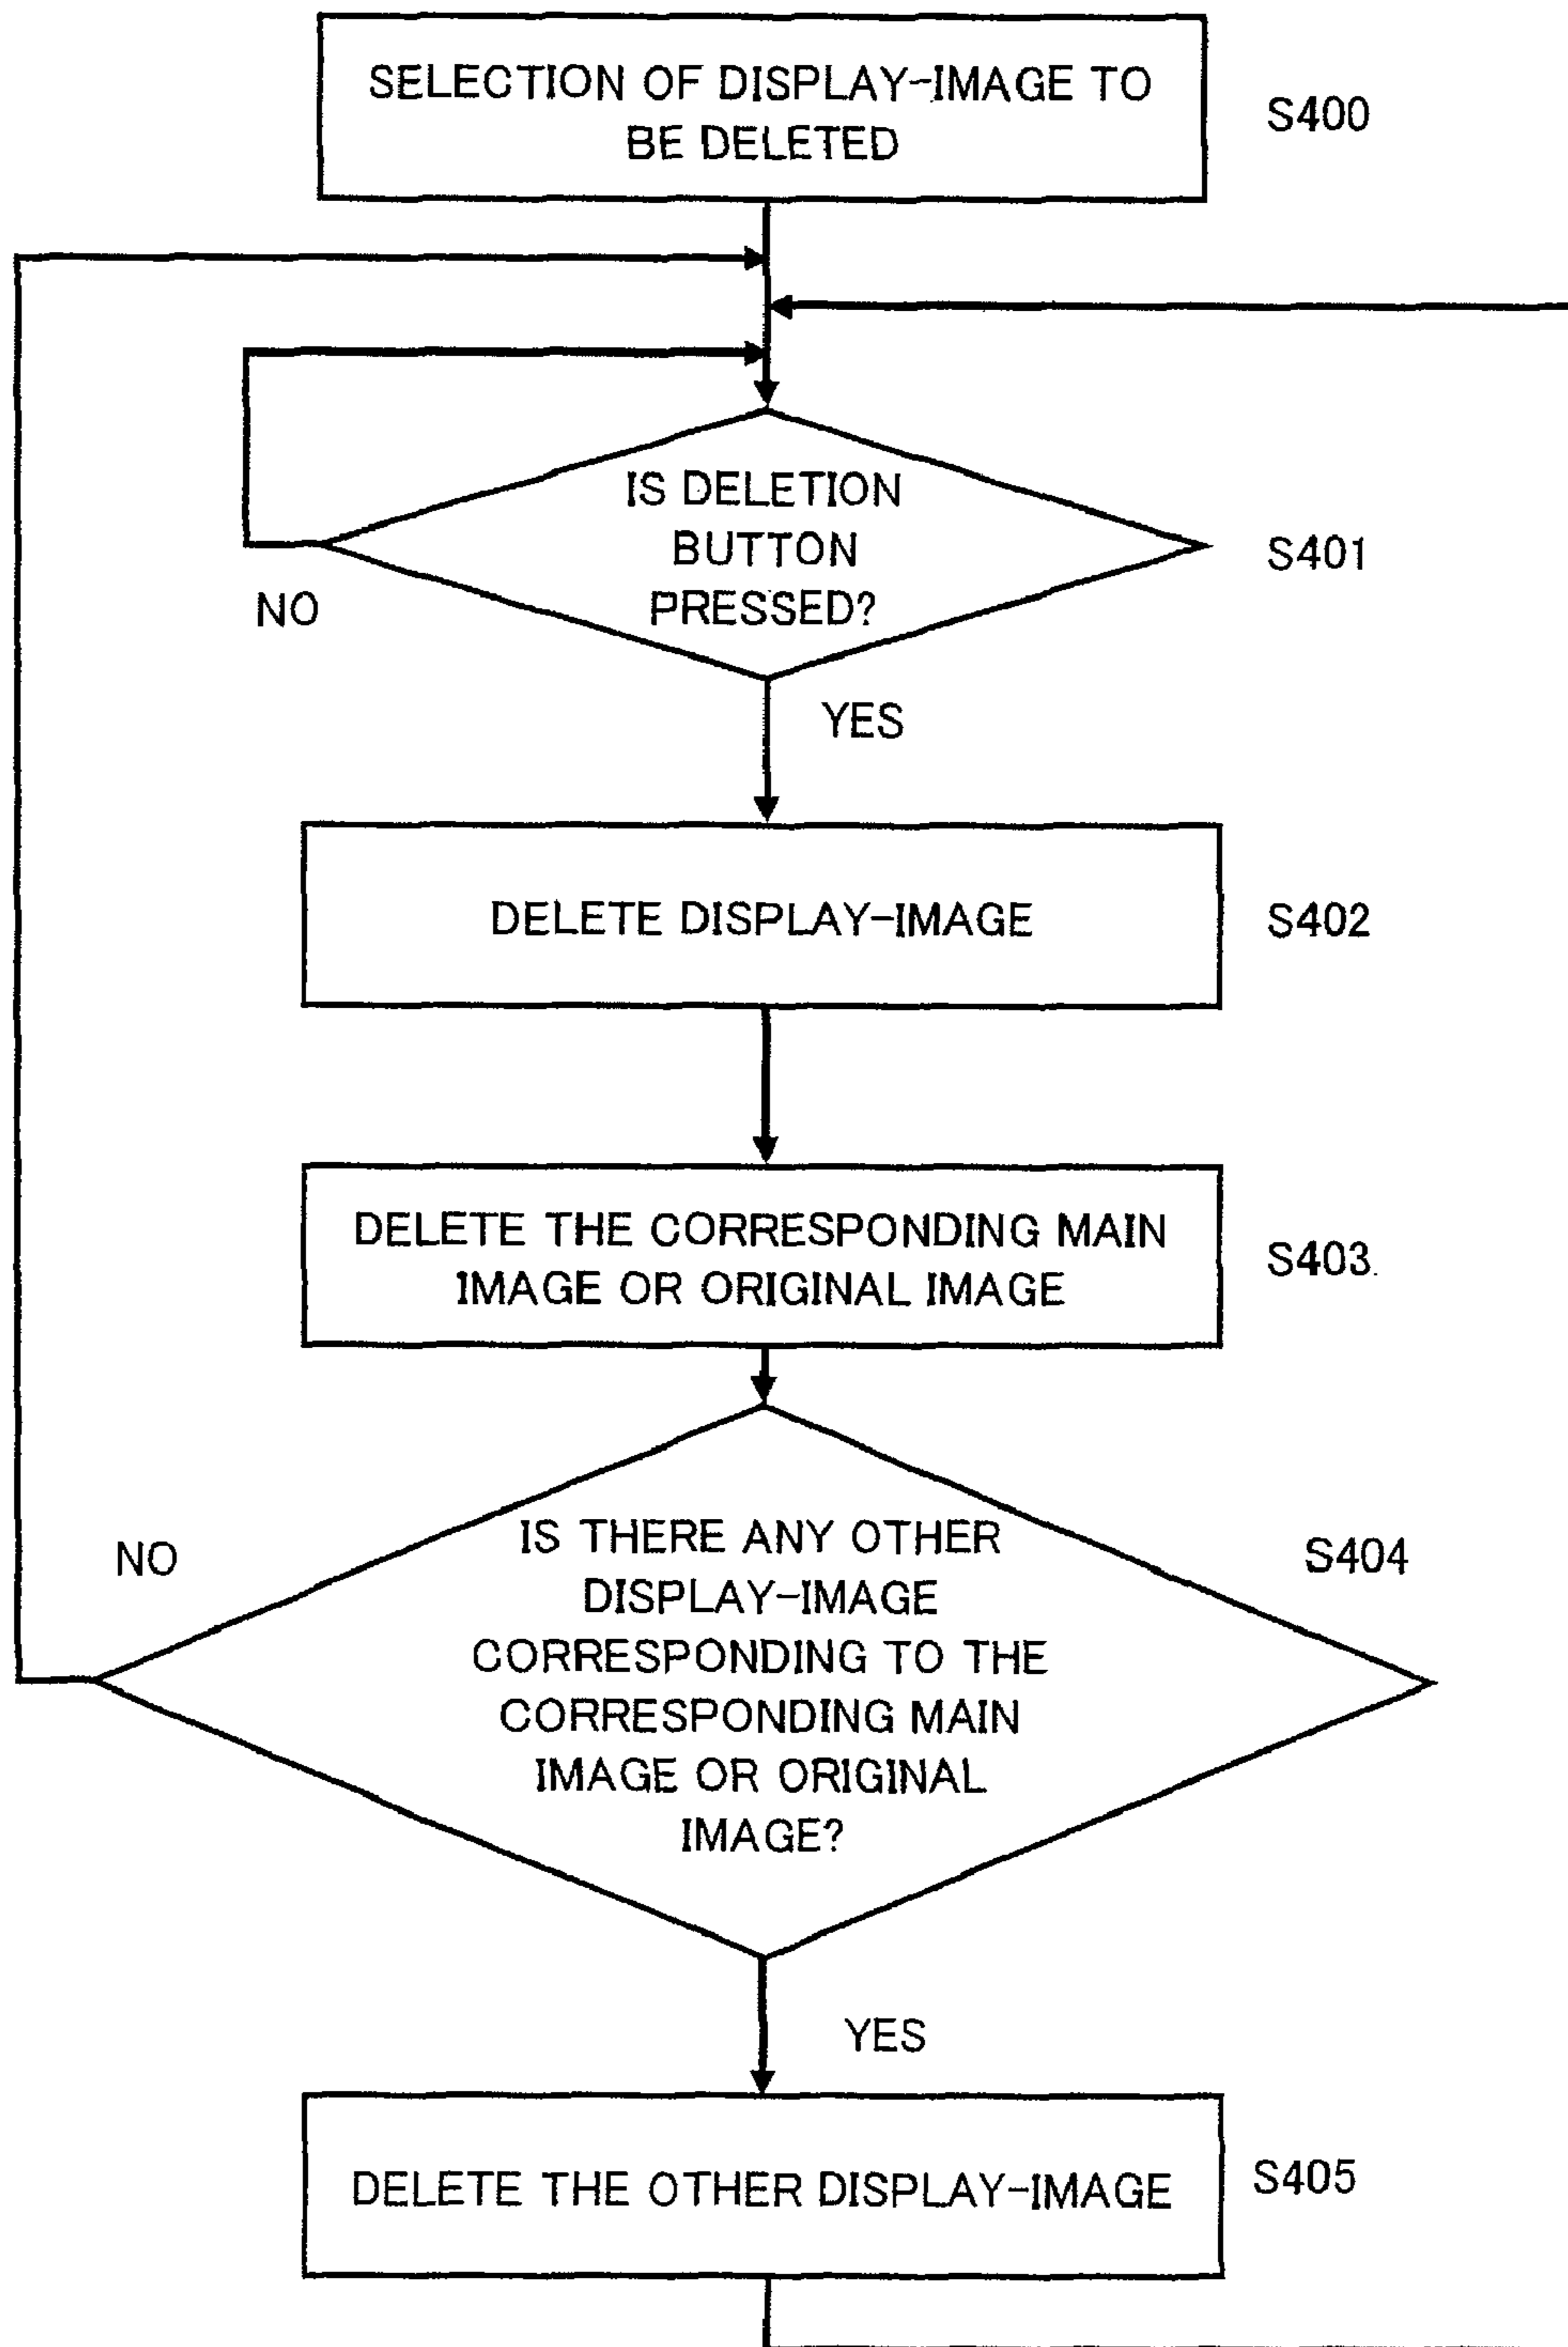 SELECTION OF DISPLAY-IMAGE TO
BE DELETED
S400
IS DELETION
BUTTON
PRESSED?
S401
NO
YES
DELETE DISPLAY-IMAGE
S402
DELETE THE CORRESPONDING MAIN
IMAGE OR ORIGINAL IMAGE
S403
IS THERE ANY OTHER
DISPLAY-IMAGE
CORRESPONDING TO THE
CORRESPONDING MAIN
IMAGE OR ORIGINAL
IMAGE?
S404
NO
YES
DELETE THE OTHER DISPLAY-IMAGE
S405